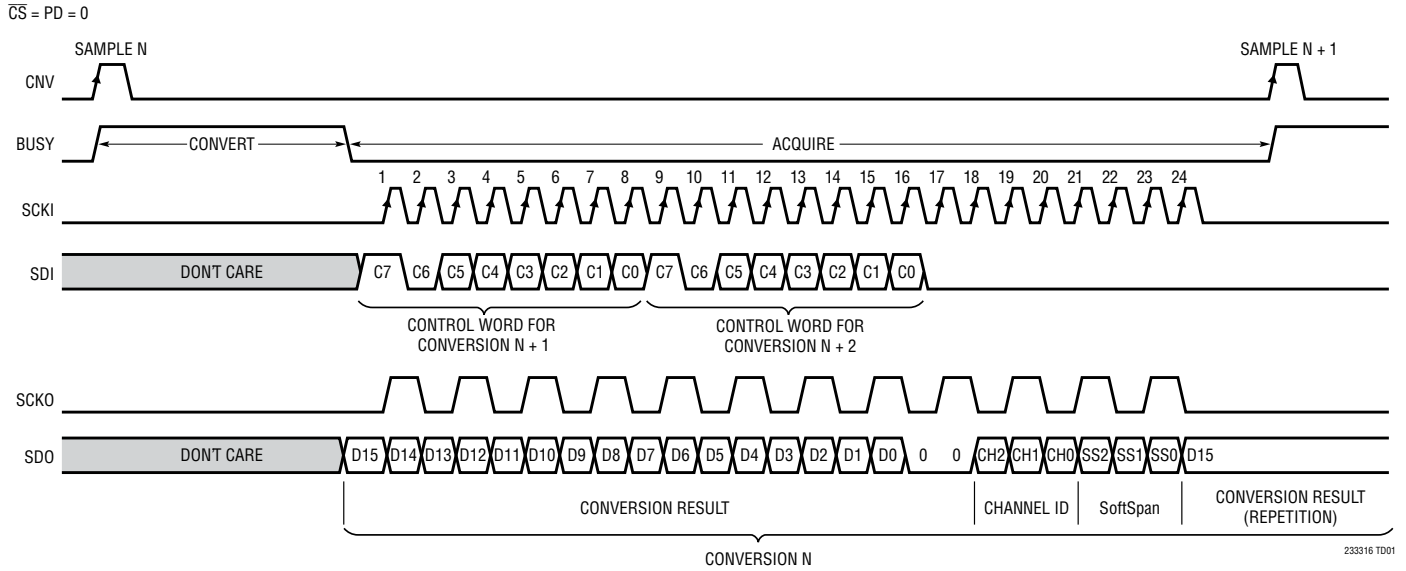 CS = PD = 0
SAMPLE N SAMPLE N + 1
CNV
BUSY CONVERT ACQUIRE
1 2 3 4 5 6 7 8 9 10 11 12 13 14 15 16 17 18 19 20 21 22 23 24
SCKI
SDI DON'T CARE C7 C6 C5 C4 C3 C2 C1 C0 C7 C6 C5 C4 C3 C2 C1 C0
CONTROL WORD FOR
CONVERSION N + 1
CONTROL WORD FOR
CONVERSION N + 2
SCKO
SDO DON'T CARE D15 D14 D13 D12 D11 D10 D9 D8 D7 D6 D5 D4 D3 D2 D1 D0 0 0 CH2 CH1 CH0 SS2 SS1 SS0 D15
CONVERSION RESULT CHANNEL ID SoftSpan
CONVERSION RESULT
(REPETITION)
CONVERSION N
233316 TD01